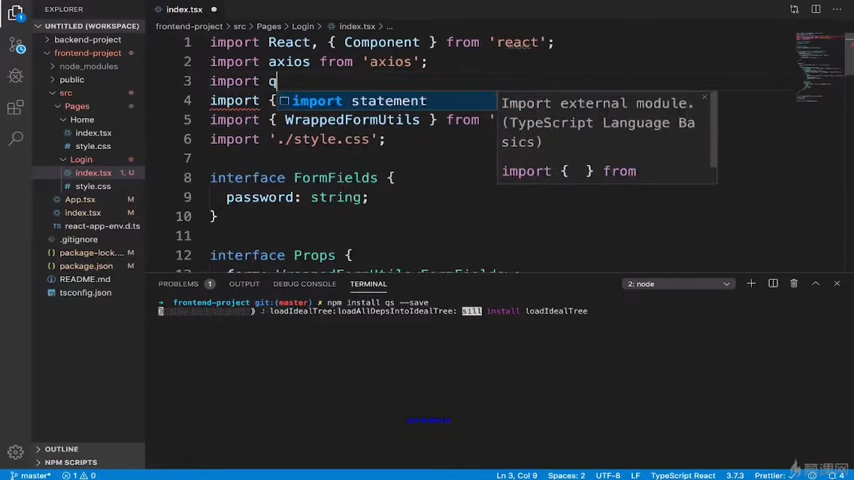 EXPLORER
index.tsx
UNTITLED (WORKSPACE)
frontend-project > src > Pages > Login > index.tsx > ...
backend-project
frontend-project
node_modules
public
src
Pages
Home
index.tsx
style.css
Login
index.tsx 1, U
style.css
App.tsx M
index.tsx M
react-app-env.d.ts
.gitignore
package-lock.... M
package.json M
README.md
tsconfig.json
OUTLINE
NPM SCRIPTS
1 import React, { Component } from 'react';
2 import axios from 'axios';
3 import q
4 import {
import statement
5 import { WrappedFormUtils } from '
6 import './style.css';
7
8 interface FormFields {
9 password: string;
10 }
11
12 interface Props {
Import external module.
(TypeScript Language Ba
sics)
import { } from
PROBLEMS 1 OUTPUT DEBUG CONSOLE TERMINAL 2: node
→ frontend-project git:(master) ✗ npm install qs --save
loadIdealTree:loadAllDepsIntoIdealTree: sill install loadIdealTree
master* 1 0 Ln 3, Col 9 Spaces: 2 UTF-8 LF TypeScript React 3.7.3 Prettier: ✓ 4
慕课网